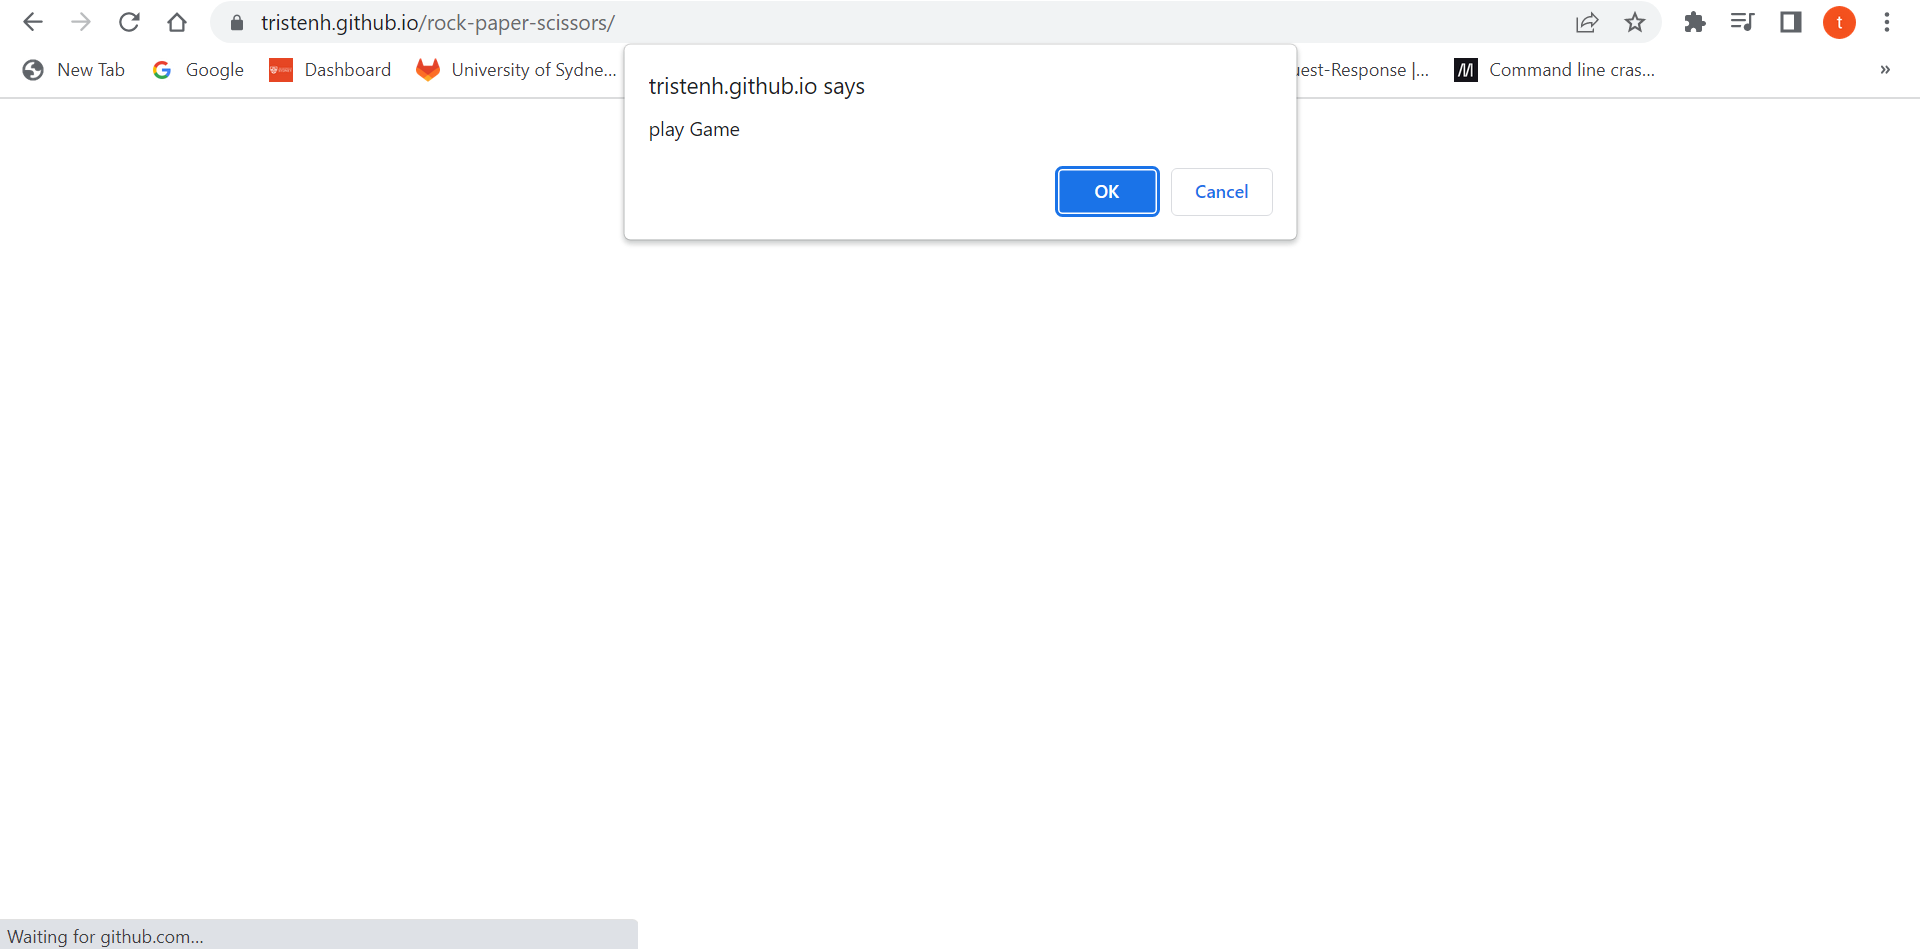 tristenh.github.io/rock-paper-scissors/
t
New Tab
Google
Dashboard
University of Sydne...
uest-Response |...
Command line cras...
»
tristenh.github.io says
play Game
OK
Cancel
Waiting for github.com...